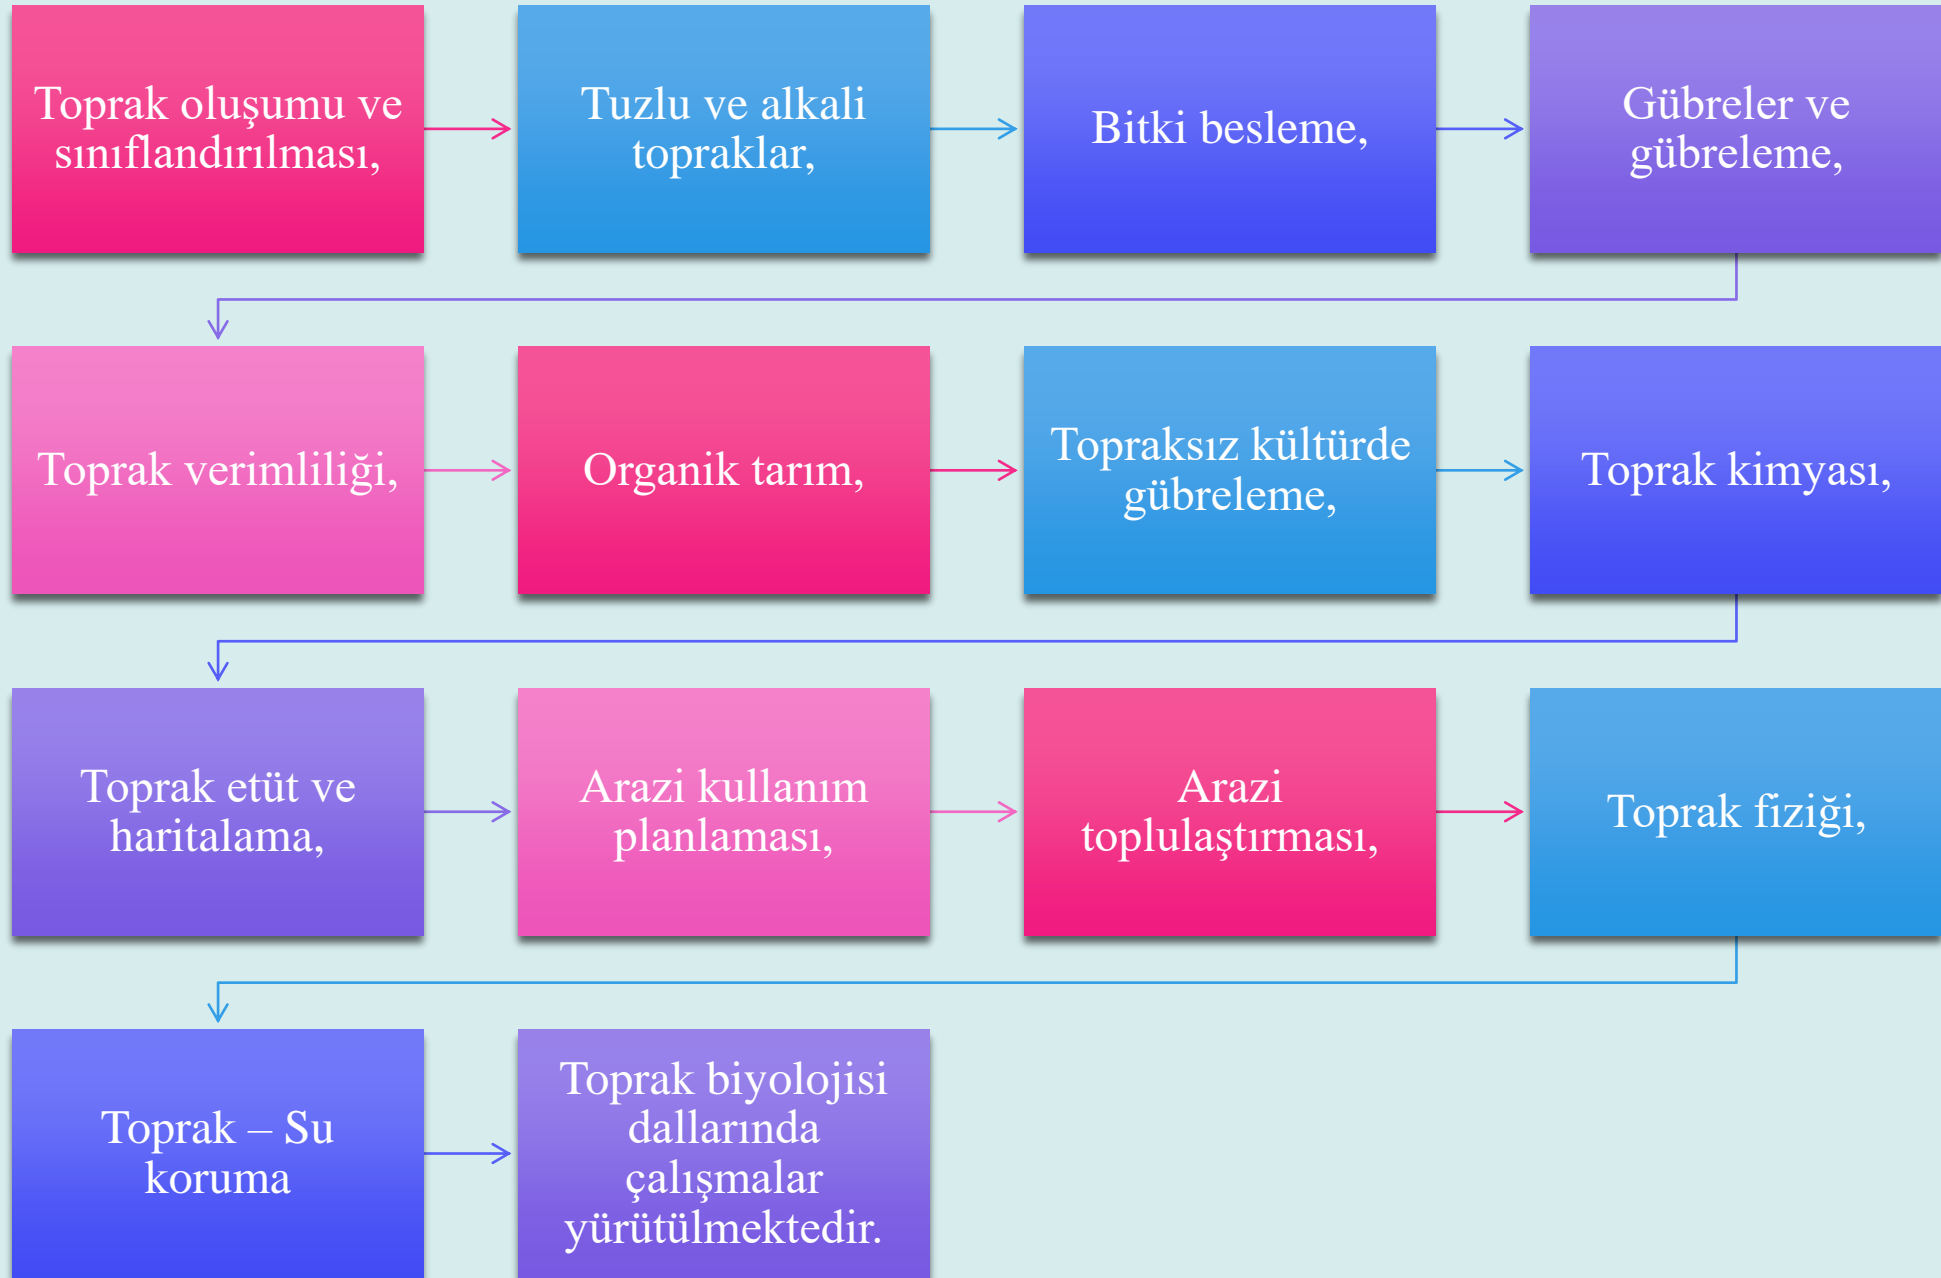 Toprak oluşumu ve
sınıflandırılması,
Tuzlu ve alkali
topraklar,
Bitki besleme,
Gübreler ve
gübreleme,
Toprak verimliliği,
Organik tarım,
Topraksız kültürde
gübreleme,
Toprak kimyası,
Toprak etüt ve
haritalama,
Arazi kullanım
planlaması,
Arazi
toplulaştırması,
Toprak fiziği,
Toprak – Su
koruma
Toprak biyolojisi
dallarında
çalışmalar
yürütülmektedir.